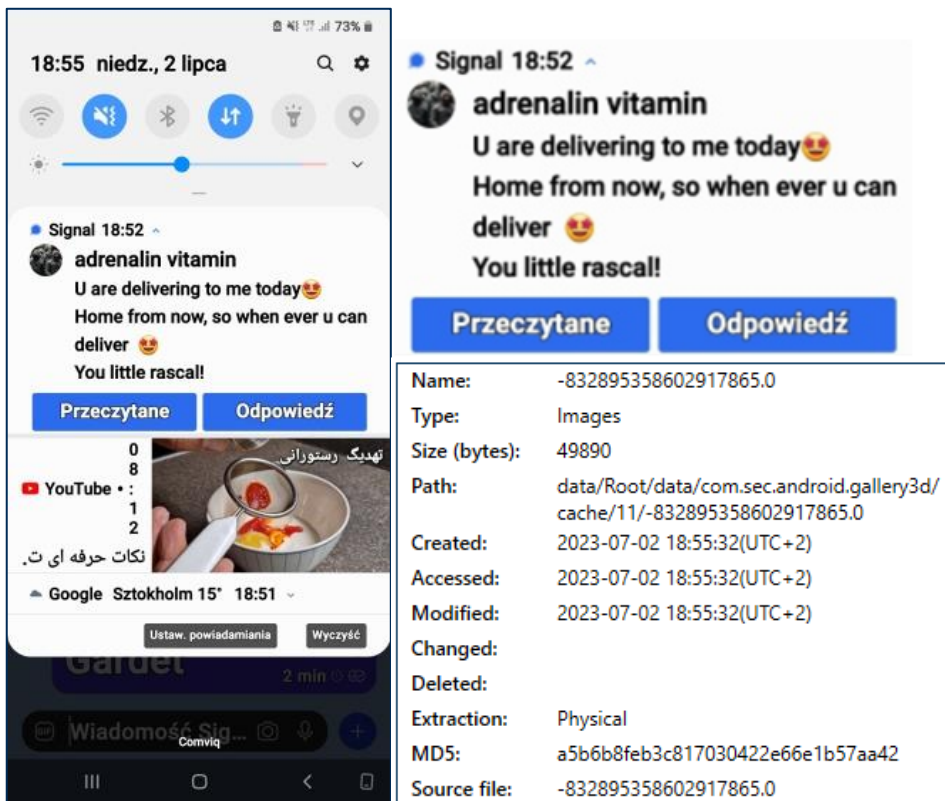 73%
18:55 niedz., 2 lipca
Signal 18:52
adrenalin vitamin
U are delivering to me today😍
Home from now, so when ever u can
deliver 😍
You little rascal!
Przeczytane Odpowiedź
YouTube • 08:12
تهدیگ رستورانی
نکات حرفه ای ت.
Google Sztokholm 15° 18:51
Ustaw. powiadamiania Wyczyść
Gardet
2 min
GIF Wiadomość Sig...
Comviq
Signal 18:52
adrenalin vitamin
U are delivering to me today😍
Home from now, so when ever u can
deliver 😍
You little rascal!
Przeczytane Odpowiedź
Name: -832895358602917865.0
Type: Images
Size (bytes): 49890
Path: data/Root/data/com.sec.android.gallery3d/
cache/11/-832895358602917865.0
Created: 2023-07-02 18:55:32(UTC+2)
Accessed: 2023-07-02 18:55:32(UTC+2)
Modified: 2023-07-02 18:55:32(UTC+2)
Changed:
Deleted:
Extraction: Physical
MD5: a5b6b8feb3c817030422e66e1b57aa42
Source file: -832895358602917865.0